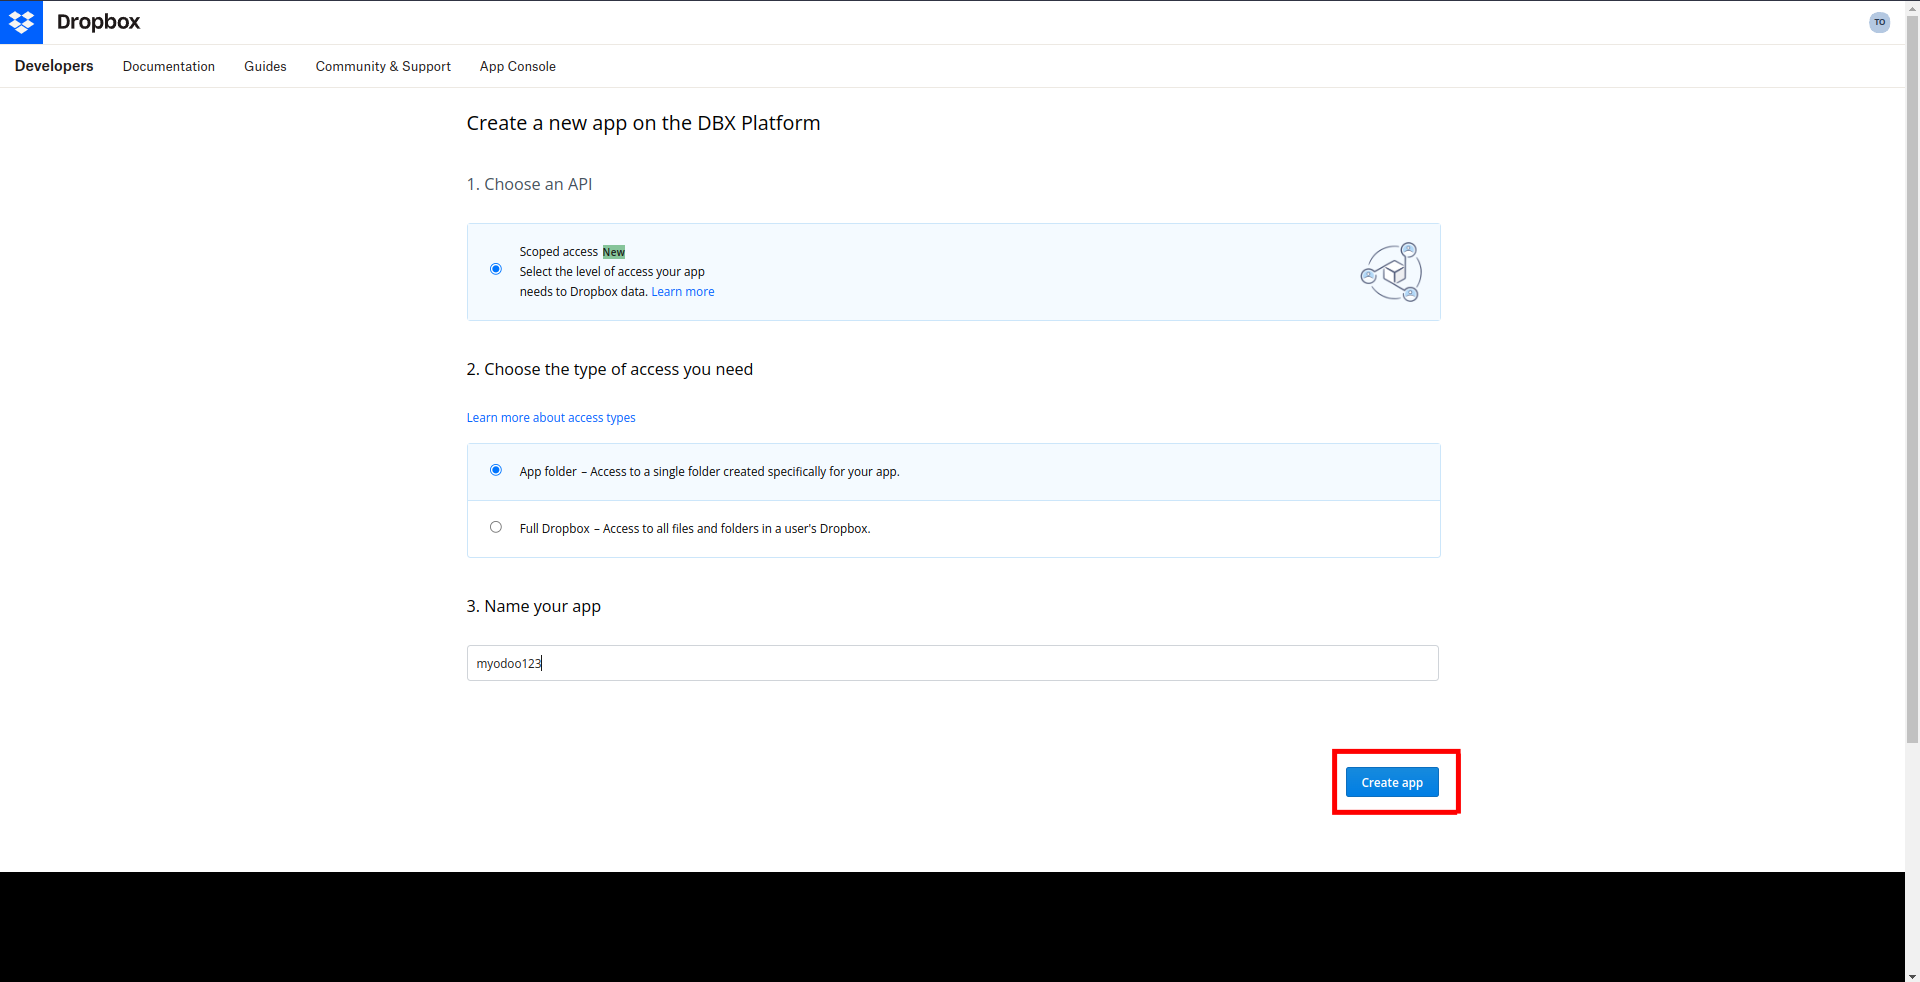 Dropbox
TO
Developers Documentation Guides Community & Support App Console
Create a new app on the DBX Platform
1. Choose an API
Scoped access New
Select the level of access your app
needs to Dropbox data. Learn more
2. Choose the type of access you need
Learn more about access types
App folder – Access to a single folder created specifically for your app.
Full Dropbox – Access to all files and folders in a user's Dropbox.
3. Name your app
myodoo123
Create app